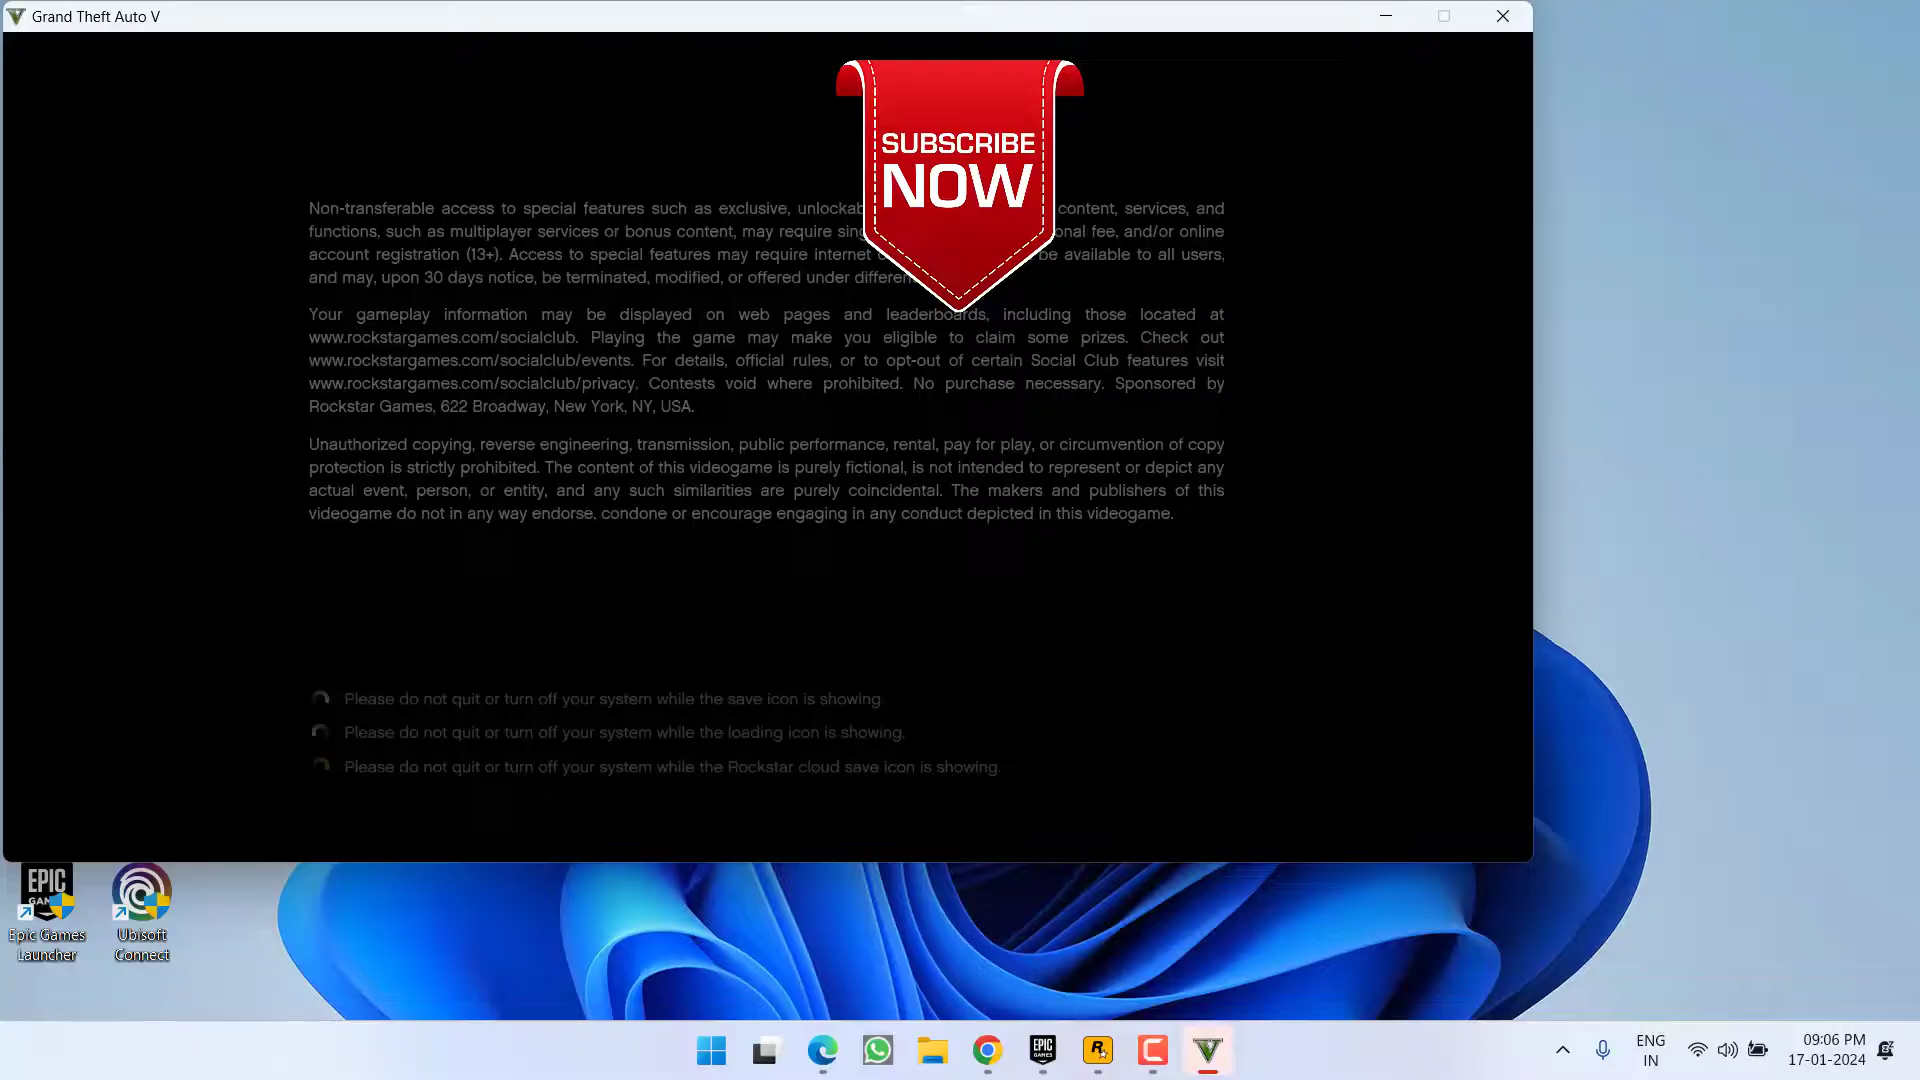 Grand Theft Auto V
SUBSCRIBE
NOW
Non-transferable access to special features such as exclusive, content, services, and
functions, such as multiplayer services or bonus content, may require fee, and/or online
account registration (13+). Access to special features may require internet be available to all users,
and may, upon 30 days notice, be terminated, modified, or offered under
Your gameplay information may be displayed on web pages and leaderboards, including those located at
www.rockstargames.com/socialclub. Playing the game may make you eligible to claim some prizes. Check out
www.rockstargames.com/socialclub/events. For details, official rules, or to opt-out of certain Social Club features visit
www.rockstargames.com/socialclub/privacy. Contests void where prohibited. No purchase necessary. Sponsored by
Rockstar Games, 622 Broadway, New York, NY, USA.
Unauthorized copying, reverse engineering, transmission, public performance, rental, pay for play, or circumvention of copy
protection is strictly prohibited. The content of this videogame is purely fictional, is not intended to represent or depict any
actual event, person, or entity, and any such similarities are purely coincidental. The makers and publishers of this
videogame do not in any way endorse, condone or encourage engaging in any conduct depicted in this videogame.
Please do not quit or turn off your system while the save icon is showing.
Please do not quit or turn off your system while the loading icon is showing.
Please do not quit or turn off your system while the Rockstar cloud save icon is showing.
EPIC
Epic Games
Launcher
Ubisoft
Connect
EPIC
GAMES
R
ENG
IN
09:06 PM
17-01-2024